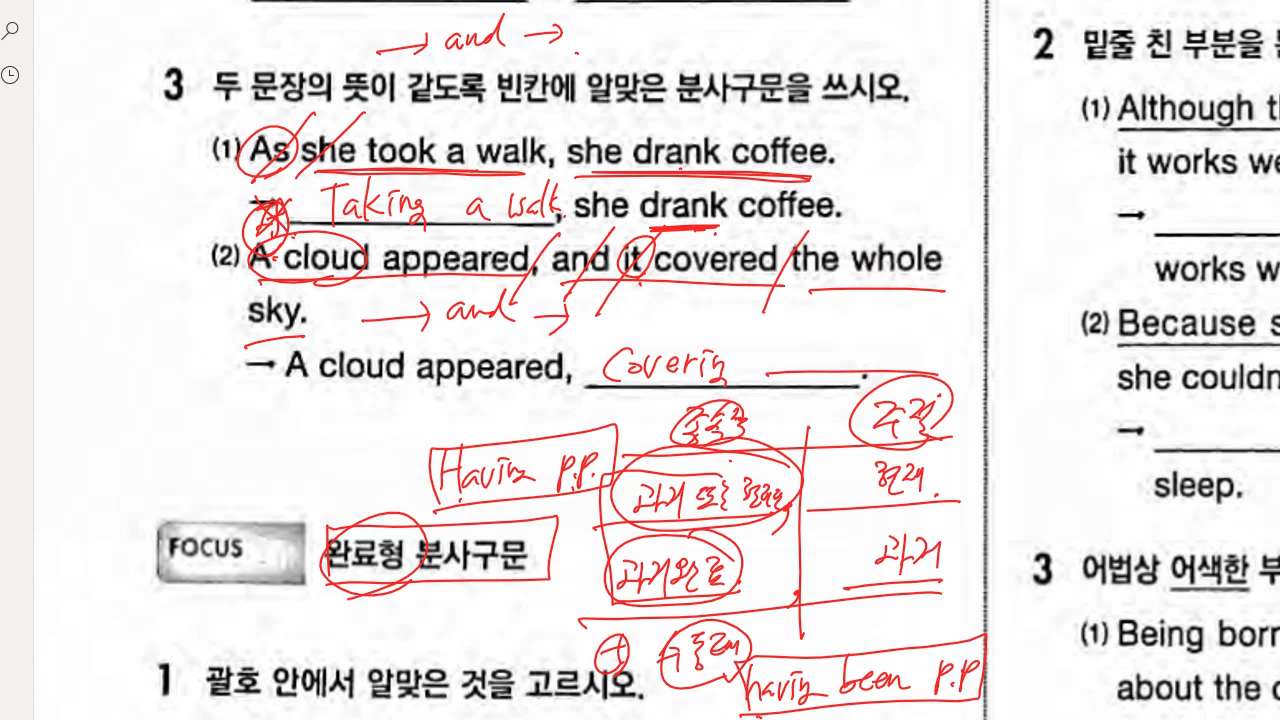 → and →
3 두 문장의 뜻이 같도록 빈칸에 알맞은 분사구문을 쓰시오.
(1) As she took a walk, she drank coffee.
→ Taking a walk, she drank coffee.
(2) A cloud appeared, and it covered the whole
sky. → and →
→ A cloud appeared, Covering .
종속절 주절
Having p.p. 과거 또는 현재완료 현재.
FOCUS 완료형 분사구문
과거완료 과거
+ 수동태
having been p.p
1 괄호 안에서 알맞은 것을 고르시오.
2 밑줄 친 부분을
(1) Although
it works
→
works
(2) Because
she
→
sleep.
3 어법상 어색한
(1) Being
about the